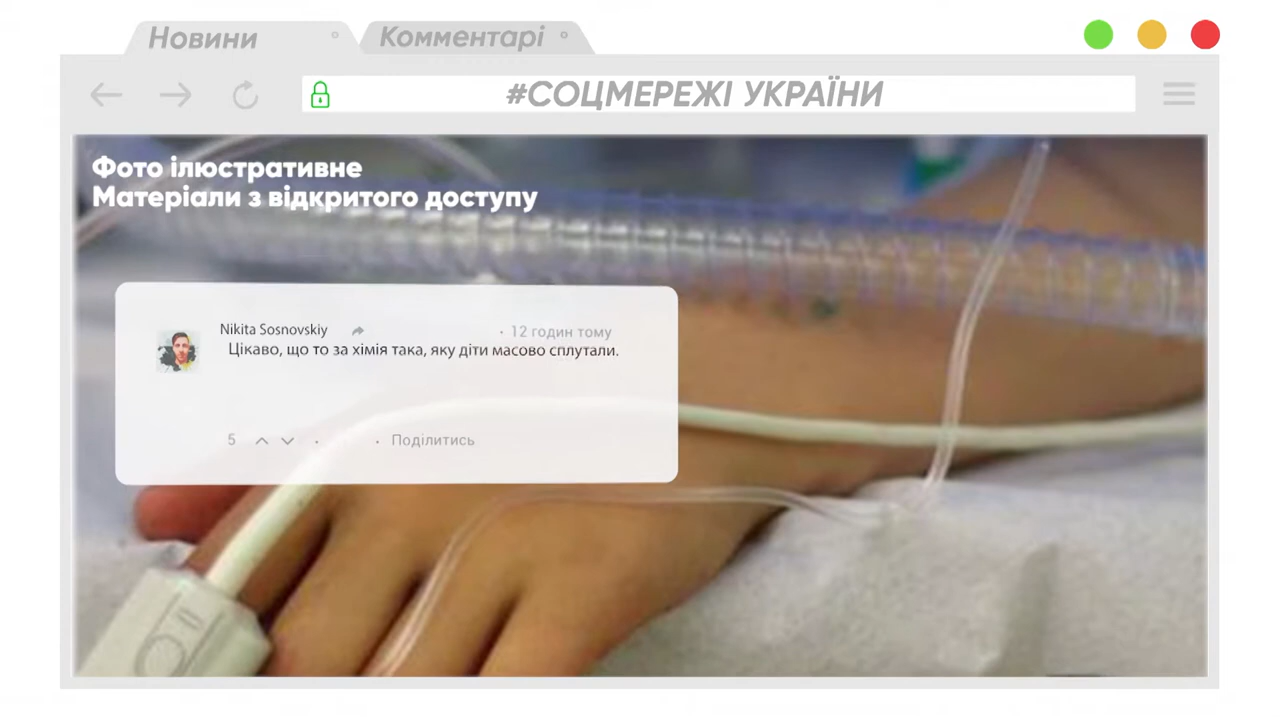 Новини
Комментарі
#СОЦМЕРЕЖІ УКРАЇНИ
Фото ілюстративне
Матеріали з відкритого доступу
Nikita Sosnovskiy
· 12 годин тому
Цікаво, що то за хімія така, яку діти масово сплутали.
5
· · Поділитись